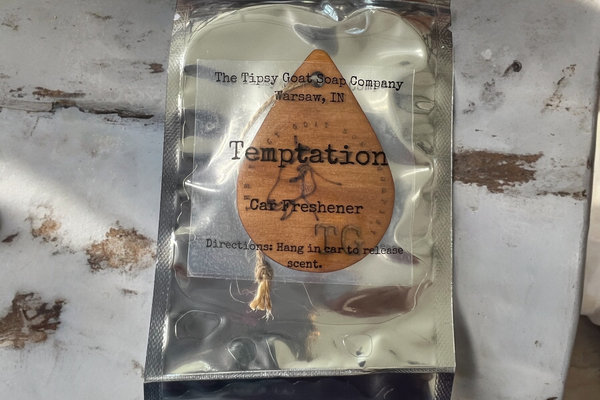 The Tipsy Goat Soap Company
Warsaw, IN
Temptation
Car Freshener
TG
Directions: Hang in car to release
scent.